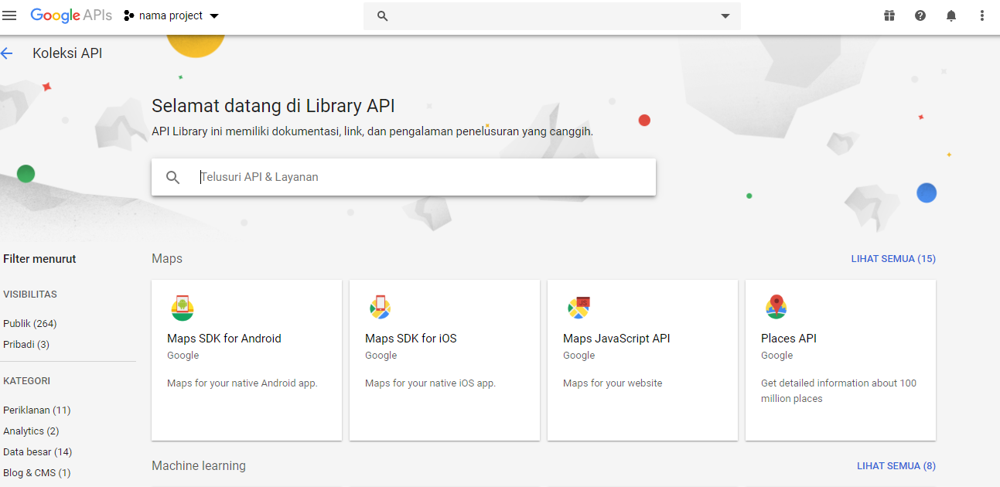 Google APIs nama project
Koleksi API
Selamat datang di Library API
API Library ini memiliki dokumentasi, link, dan pengalaman penelusuran yang canggih.
Telusuri API & Layanan
Filter menurut
VISIBILITAS
Publik (264)
Pribadi (3)
KATEGORI
Periklanan (11)
Analytics (2)
Data besar (14)
Blog & CMS (1)
Maps
LIHAT SEMUA (15)
Maps SDK for Android
Google
Maps for your native Android app.
Maps SDK for iOS
Google
Maps for your native iOS app.
JS
Maps JavaScript API
Google
Maps for your website
Places API
Google
Get detailed information about 100
million places
Machine learning
LIHAT SEMUA (8)